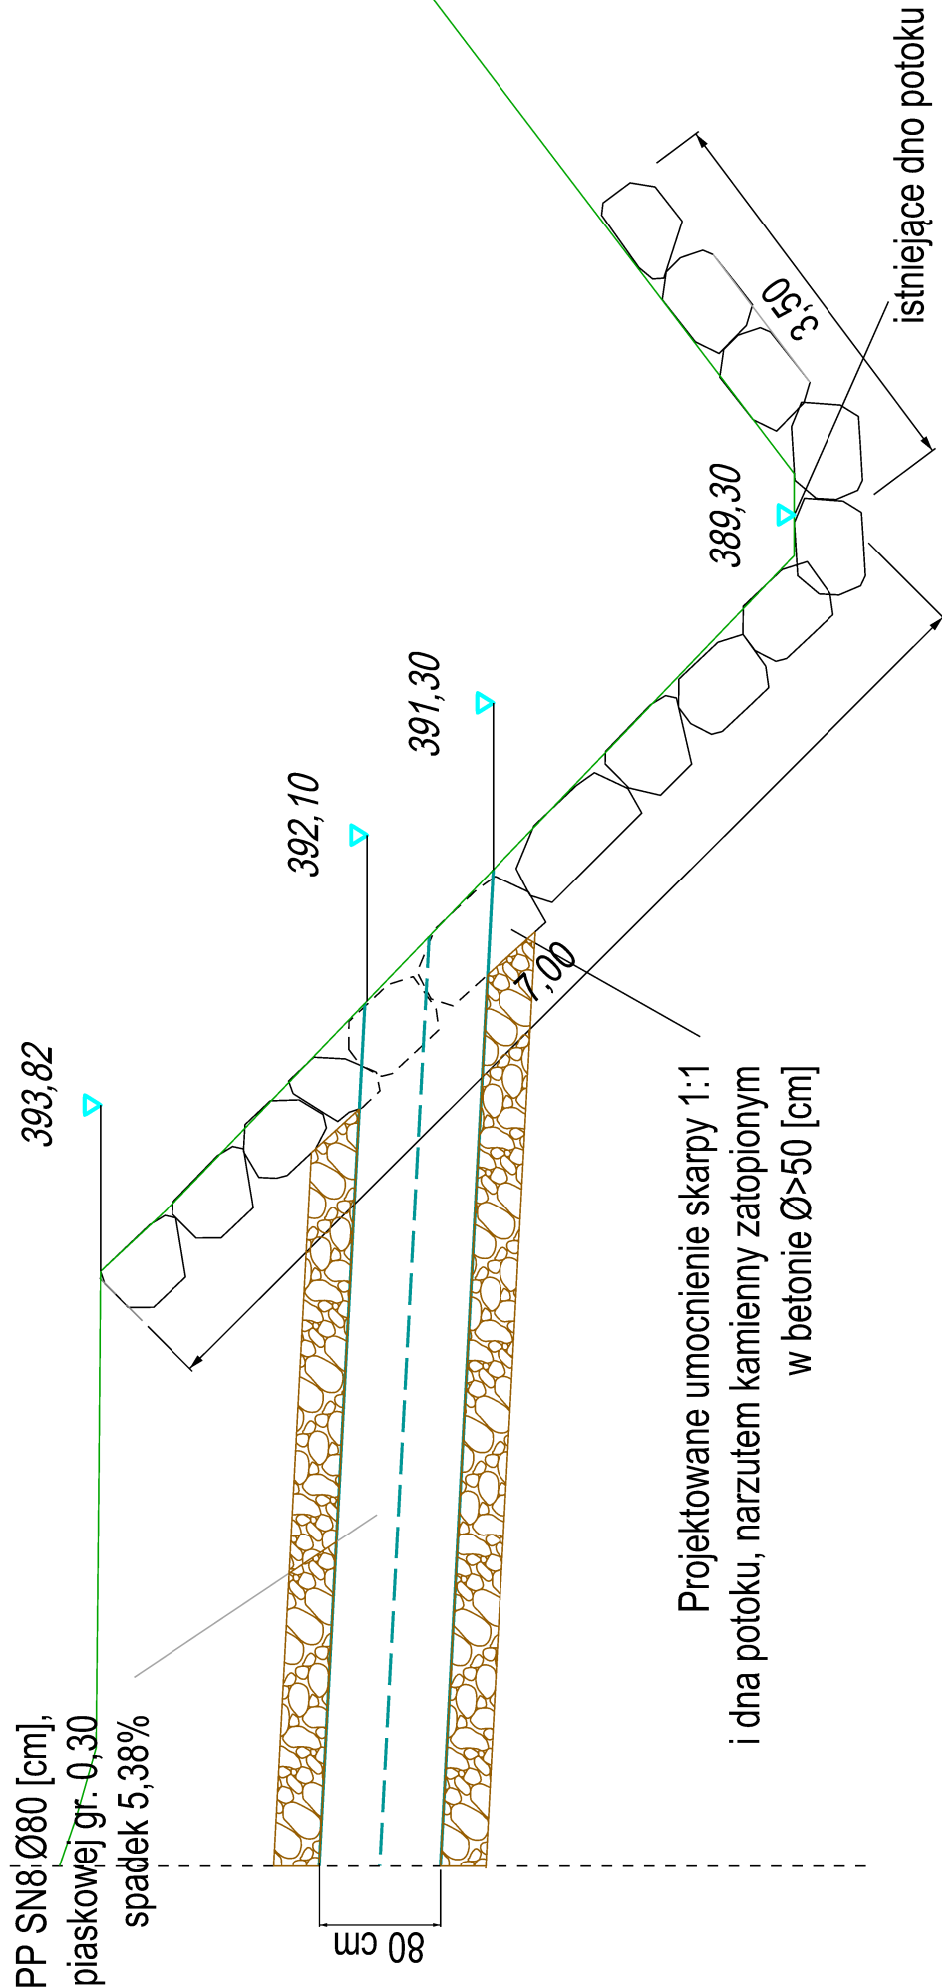 PP SN8 Ø80 [cm],
piaskowej gr. 0,30
spadek 5,38%
80 cm
393,82
392,10
391,30
389,30
7,00
3,50
istniejące dno potoku
Projektowane umocnienie skarpy 1:1
i dna potoku, narzutem kamienny zatopionym
w betonie Ø>50 [cm]